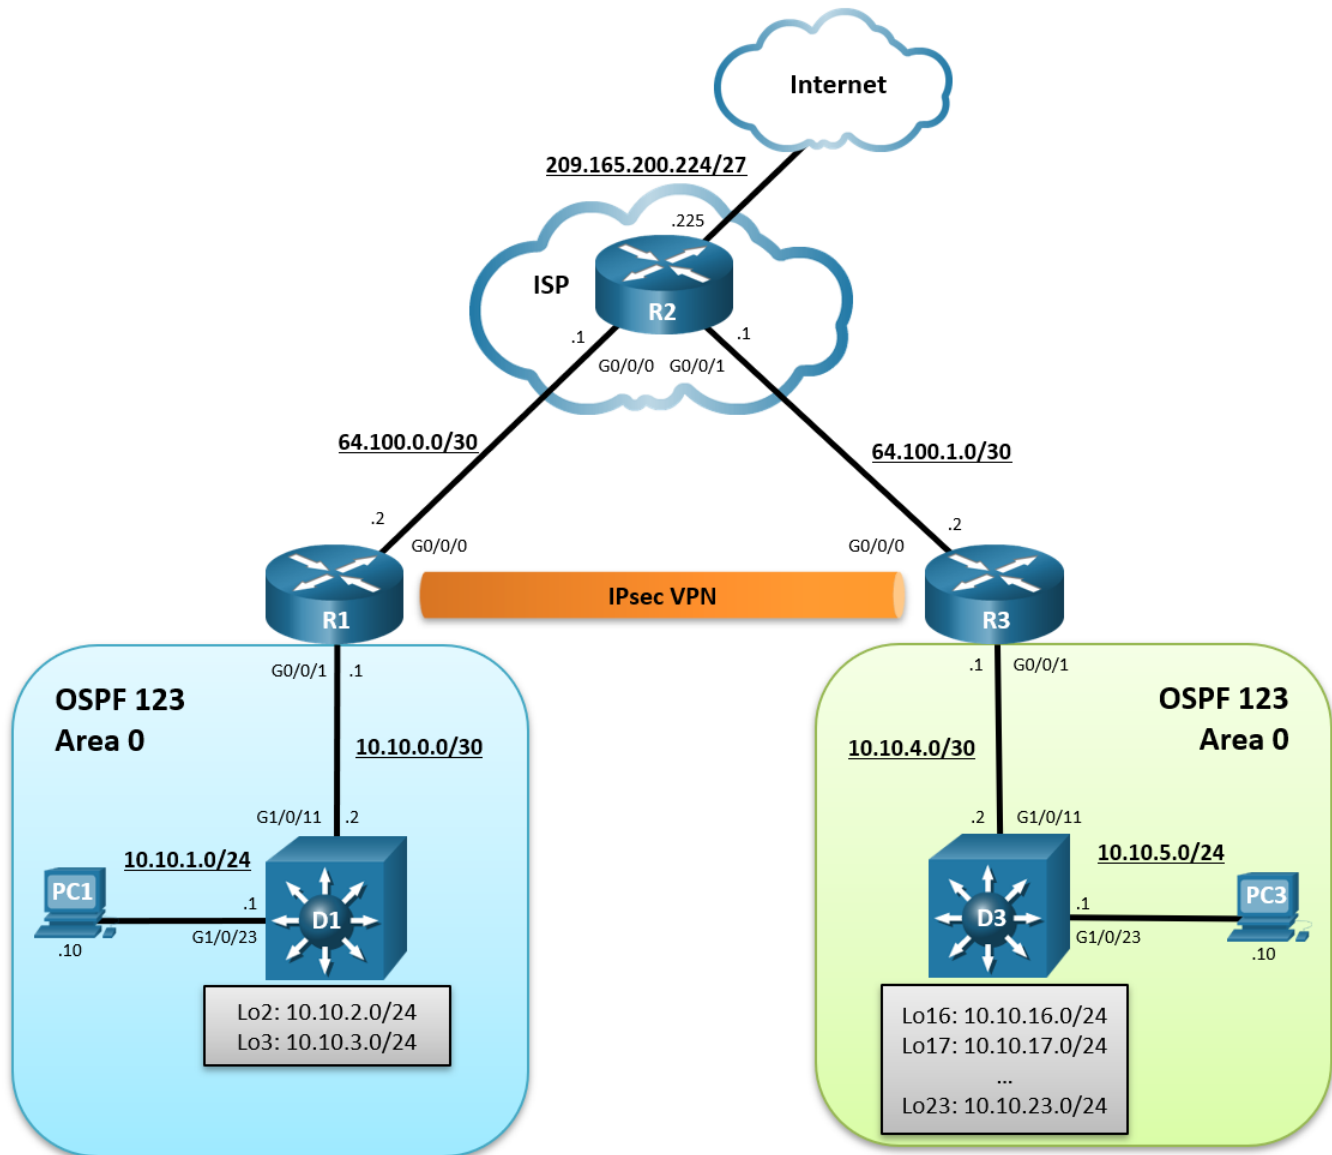 Internet
209.165.200.224/27
.225
ISP
R2
.1
.1
G0/0/0
G0/0/1
64.100.0.0/30
64.100.1.0/30
.2
G0/0/0
G0/0/0
.2
IPsec VPN
R1
R3
G0/0/1
.1
OSPF 123
Area 0
10.10.0.0/30
G1/0/11
.2
10.10.1.0/24
PC1
.1
D1
G1/0/23
.10
Lo2: 10.10.2.0/24
Lo3: 10.10.3.0/24
.1
G0/0/1
OSPF 123
Area 0
10.10.4.0/30
.2
G1/0/11
10.10.5.0/24
PC3
.1
D3
G1/0/23
.10
Lo16: 10.10.16.0/24
Lo17: 10.10.17.0/24
...
Lo23: 10.10.23.0/24